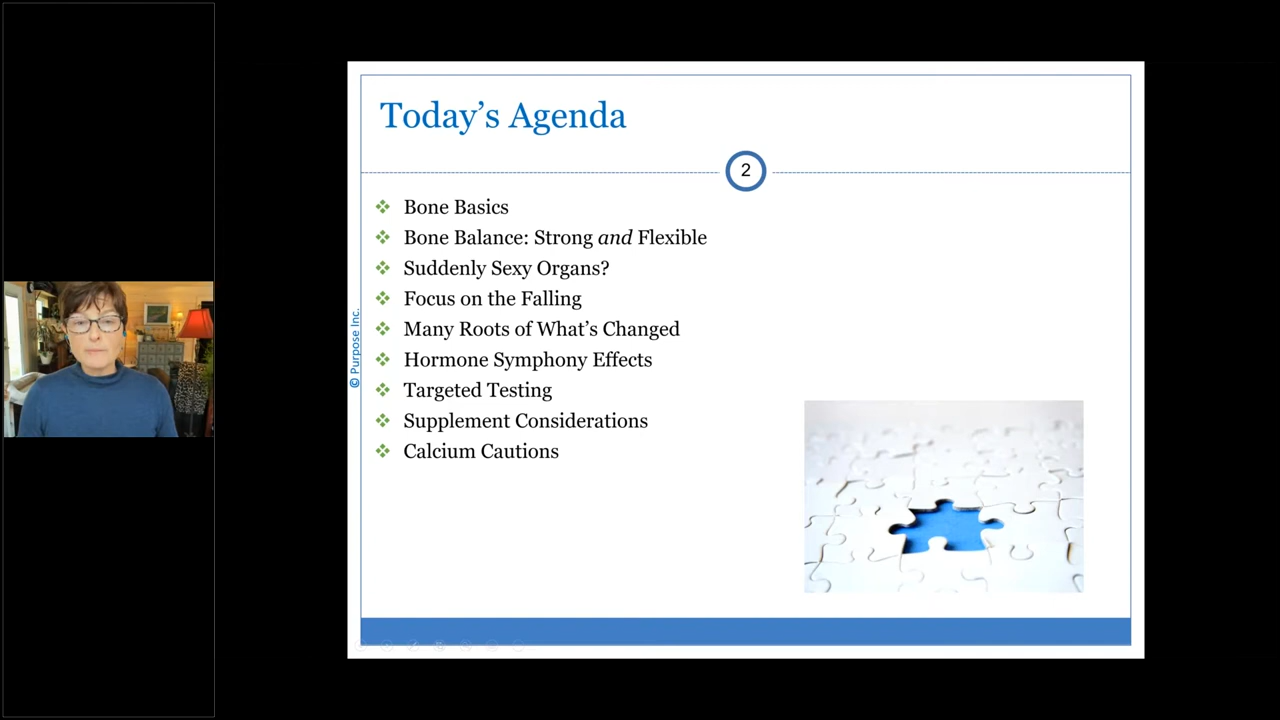 Today's Agenda
2
Bone Basics
Bone Balance: Strong and Flexible
Suddenly Sexy Organs?
Focus on the Falling
Many Roots of What's Changed
Hormone Symphony Effects
Targeted Testing
Supplement Considerations
Calcium Cautions
© Purpose Inc.